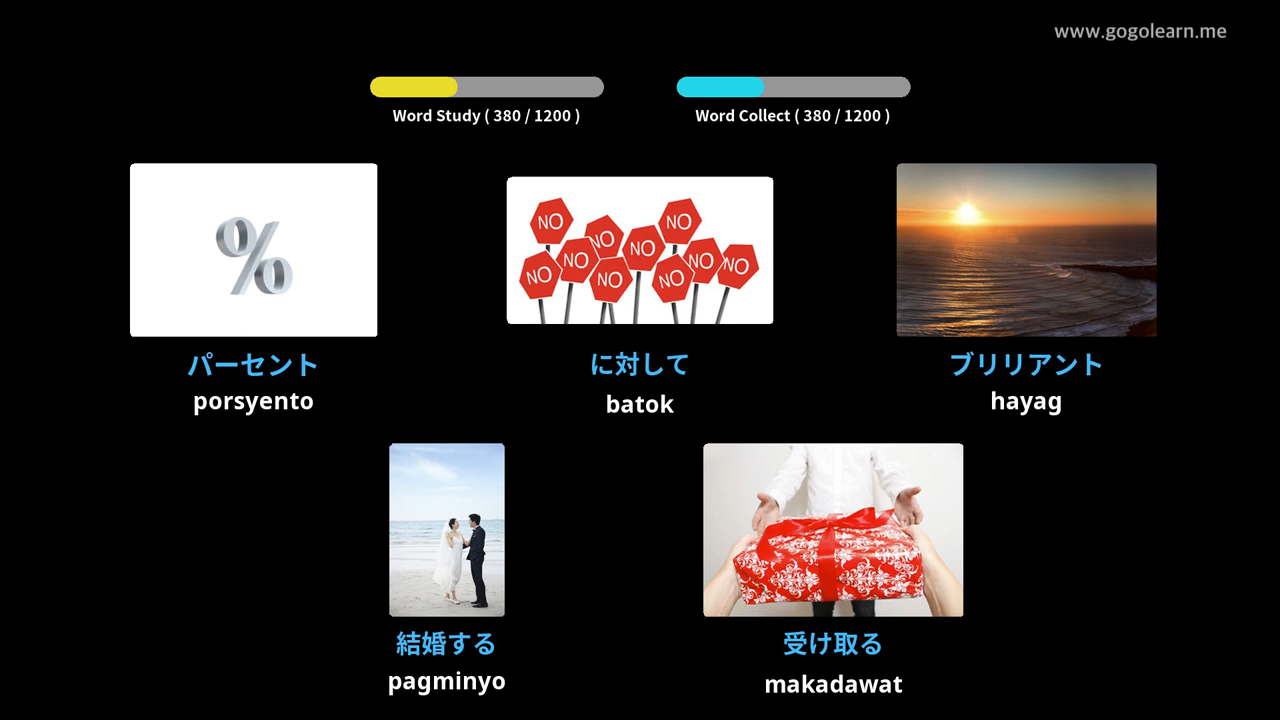 www.gogolearn.me
Word Study ( 380 / 1200 )
Word Collect ( 380 / 1200 )
%
NO NO NO NO NO NO NO NO NO NO
パーセント
porsyento
に対して
batok
ブリリアント
hayag
結婚する
pagminyo
受け取る
makadawat